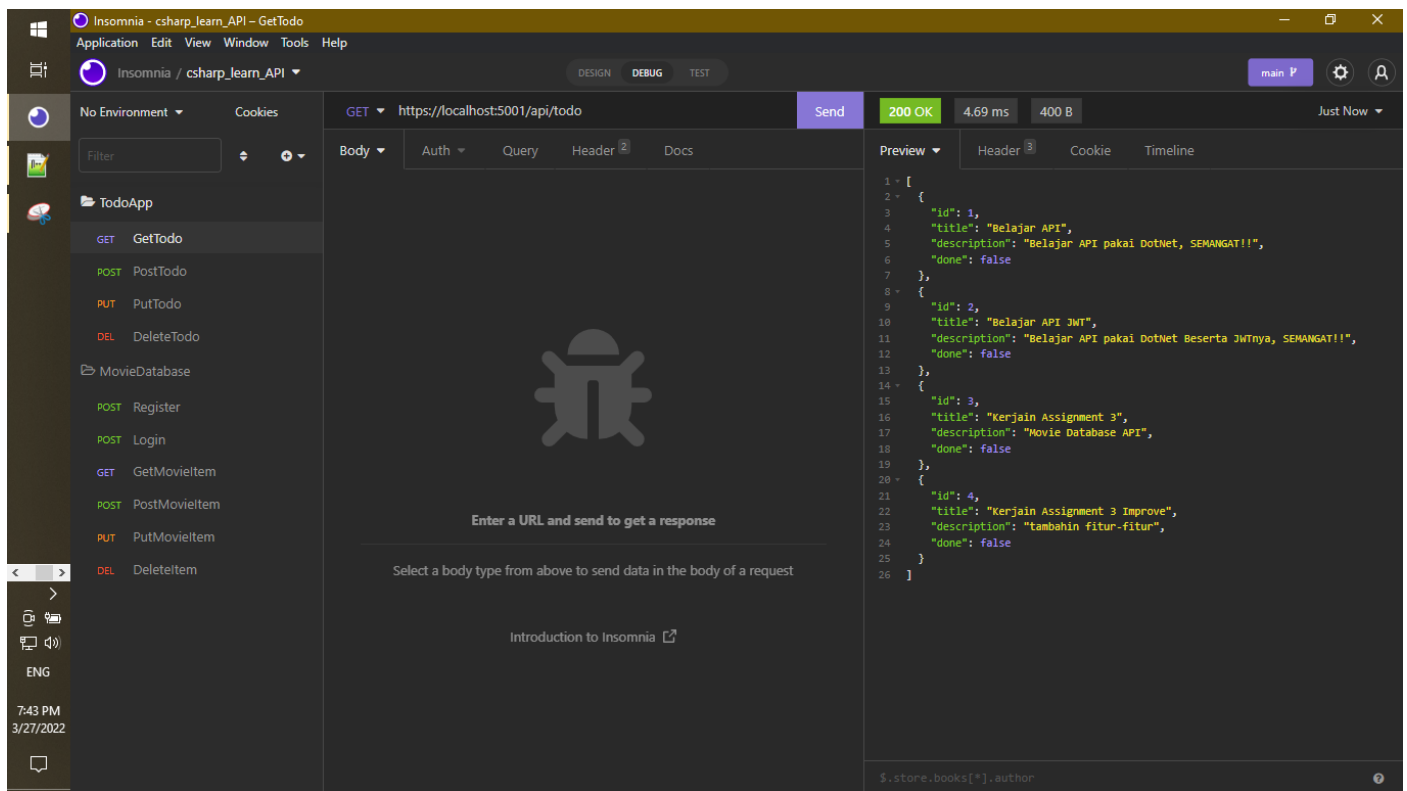 Insomnia - csharp_learn_API – GetTodo
Application Edit View Window Tools Help
Insomnia / csharp_learn_API
DESIGN DEBUG TEST
main
No Environment Cookies
GET https://localhost:5001/api/todo Send
200 OK 4.69 ms 400 B Just Now
Filter
Body Auth Query Header 2 Docs
Preview Header 3 Cookie Timeline
TodoApp
GET GetTodo
POST PostTodo
PUT PutTodo
DEL DeleteTodo
MovieDatabase
POST Register
POST Login
GET GetMovieItem
POST PostMovieItem
PUT PutMovieItem
DEL DeleteItem
Enter a URL and send to get a response
Select a body type from above to send data in the body of a request
Introduction to Insomnia
1 [
2 {
3 "id": 1,
4 "title": "Belajar API",
5 "description": "Belajar API pakai DotNet, SEMANGAT!!",
6 "done": false
7 },
8 {
9 "id": 2,
10 "title": "Belajar API JWT",
11 "description": "Belajar API pakai DotNet Beserta JWTnya, SEMANGAT!!",
12 "done": false
13 },
14 {
15 "id": 3,
16 "title": "Kerjain Assignment 3",
17 "description": "Movie Database API",
18 "done": false
19 },
20 {
21 "id": 4,
22 "title": "Kerjain Assignment 3 Improve",
23 "description": "tambahin fitur-fitur",
24 "done": false
25 }
26 ]
$.store.books[*].author
ENG
7:43 PM
3/27/2022